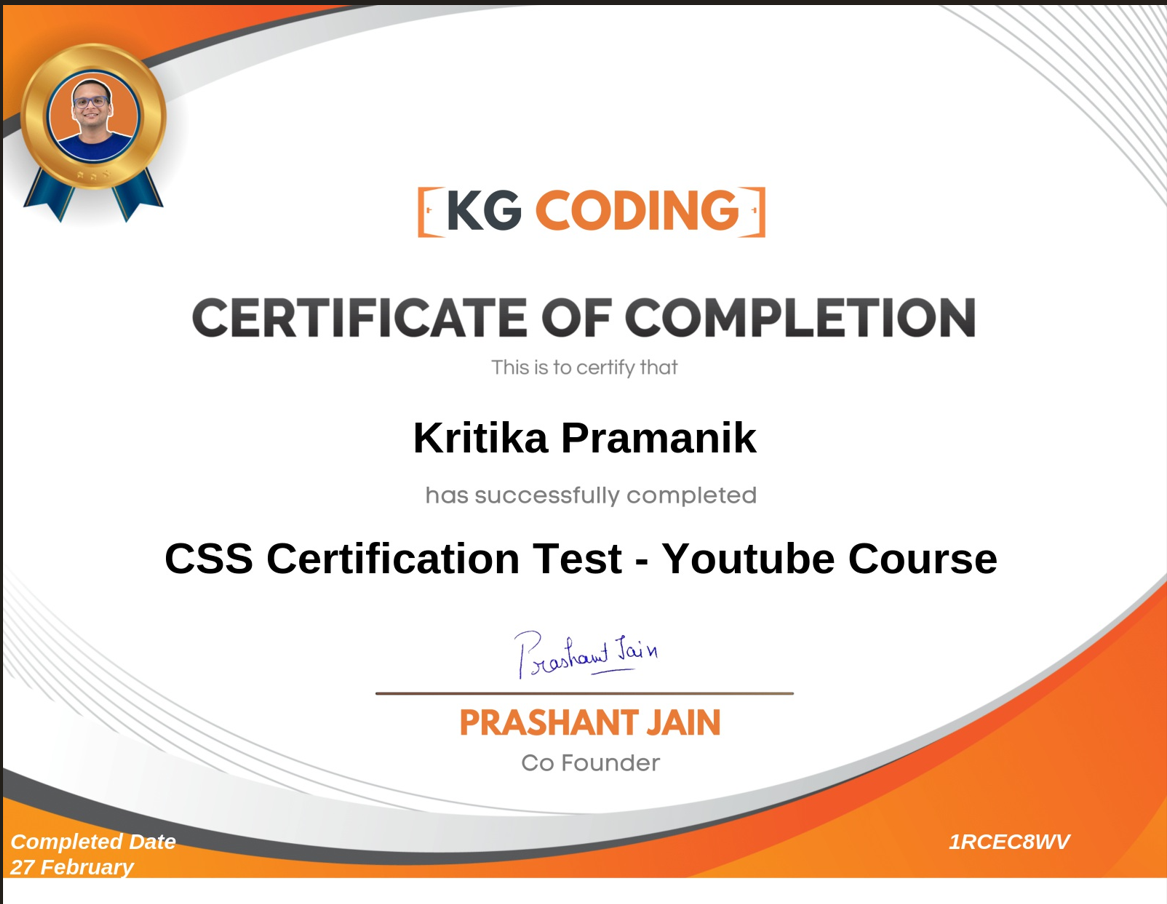 KG CODING
CERTIFICATE OF COMPLETION
This is to certify that
Kritika Pramanik
has successfully completed
CSS Certification Test - Youtube Course
Prashant Jain
PRASHANT JAIN
Co Founder
Completed Date
27 February
1RCEC8WV